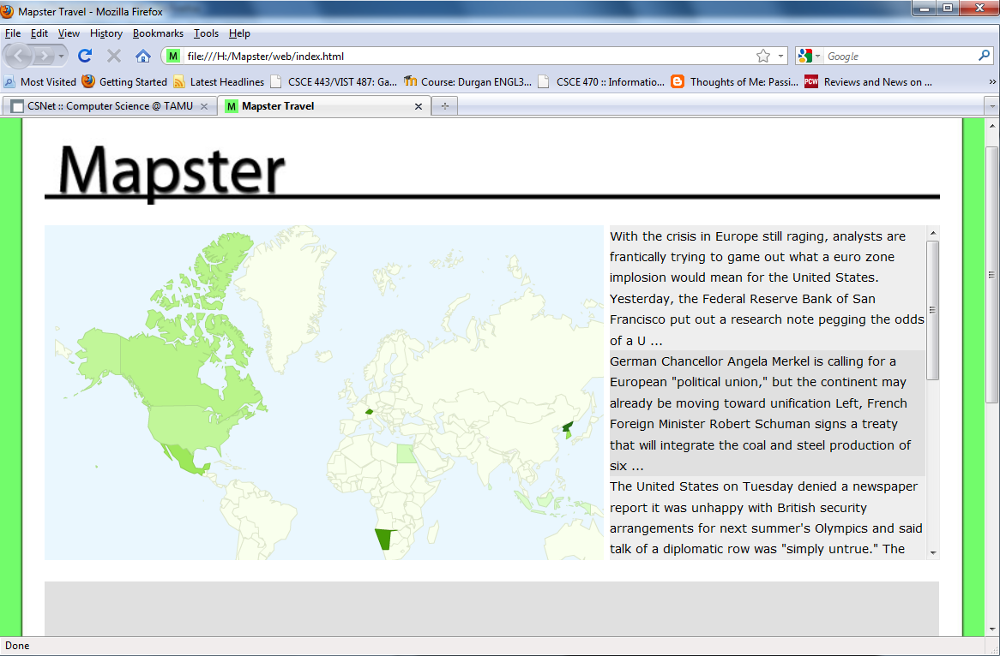 Mapster Travel - Mozilla Firefox
File Edit View History Bookmarks Tools Help
M file:///H:/Mapster/web/index.html Google
Most Visited Getting Started Latest Headlines CSCE 443/VIST 487: Ga... Course: Durgan ENGL3... CSCE 470 :: Informatio... Thoughts of Me: Passi... PCW Reviews and News on ... »
CSNet :: Computer Science @ TAMU M Mapster Travel
Mapster
With the crisis in Europe still raging, analysts are
frantically trying to game out what a euro zone
implosion would mean for the United States.
Yesterday, the Federal Reserve Bank of San
Francisco put out a research note pegging the odds
of a U ...
German Chancellor Angela Merkel is calling for a
European "political union," but the continent may
already be moving toward unification Left, French
Foreign Minister Robert Schuman signs a treaty
that will integrate the coal and steel production of
six ...
The United States on Tuesday denied a newspaper
report it was unhappy with British security
arrangements for next summer's Olympics and said
talk of a diplomatic row was "simply untrue." The
Done